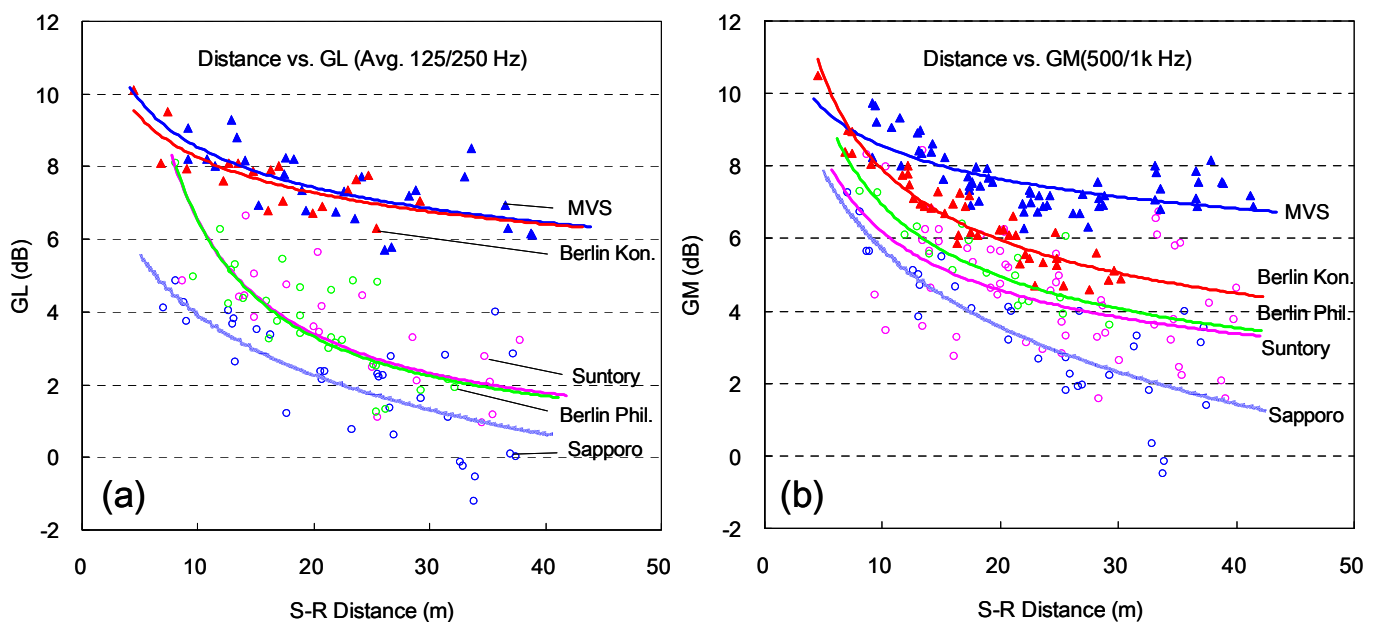 Distance vs. GL (Avg. 125/250 Hz)
GL (dB)
12
10
8
6
4
2
0
-2
MVS
Berlin Kon.
Suntory
Berlin Phil.
Sapporo
(a)
0 10 20 30 40 50
S-R Distance (m)
Distance vs. GM(500/1k Hz)
GM (dB)
12
10
8
6
4
2
0
-2
MVS
Berlin Kon.
Berlin Phil.
Suntory
Sapporo
(b)
0 10 20 30 40 50
S-R Distance (m)